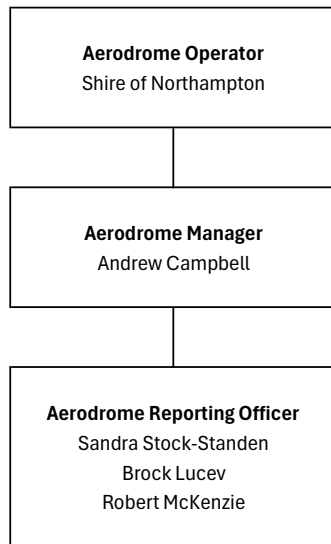 Aerodrome Operator
Shire of Northampton
Aerodrome Manager
Andrew Campbell
Aerodrome Reporting Officer
Sandra Stock-Standen
Brock Lucev
Robert McKenzie